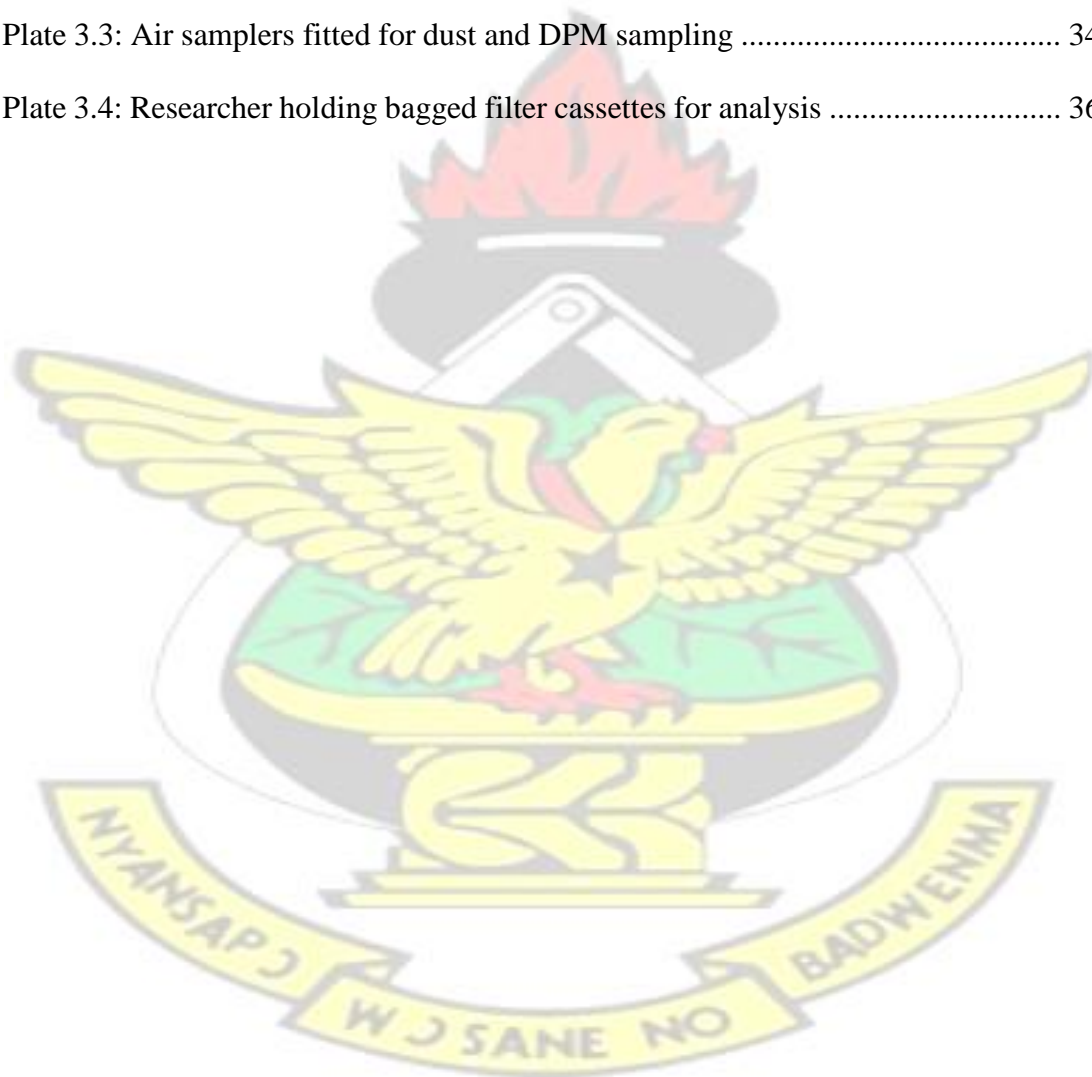 Plate 3.3: Air samplers fitted for dust and DPM sampling ........................................ 34
Plate 3.4: Researcher holding bagged filter cassettes for analysis ............................. 36
NYANSAP Ɔ
W Ɔ SANE NO
BADWENMA